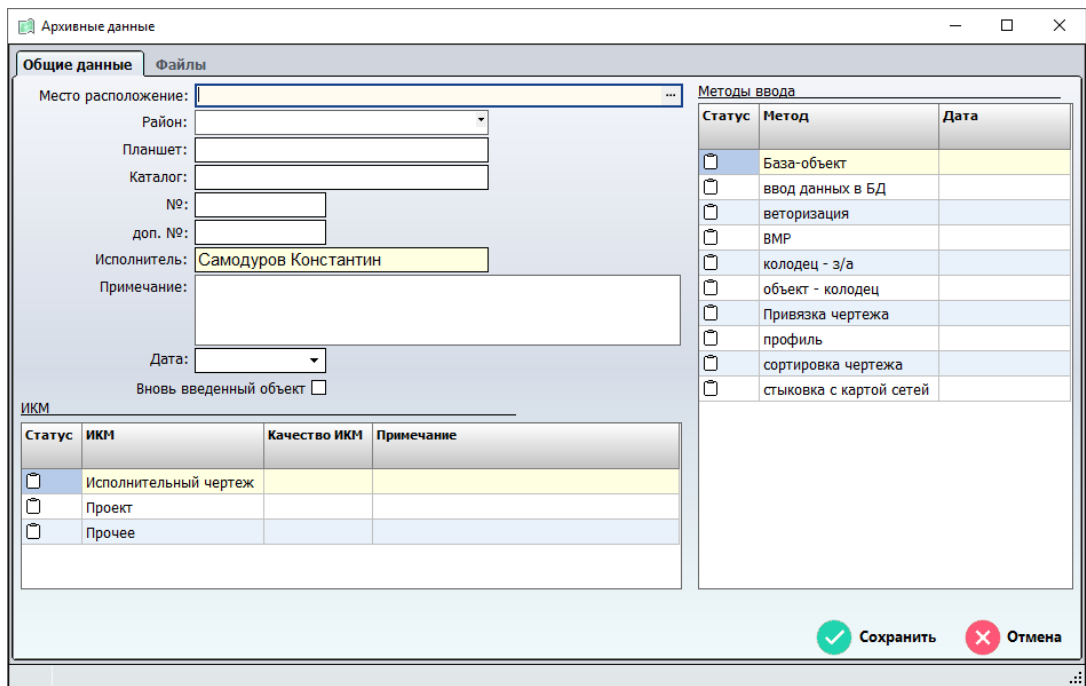 Архивные данные
Общие данные Файлы
Место расположение: ...
Район:
Планшет:
Каталог:
№:
доп. №:
Исполнитель: Самодуров Константин
Примечание:
Дата:
Вновь введенный объект
ИКМ
Статус ИКМ Качество ИКМ Примечание
Исполнительный чертеж
Проект
Прочее
Методы ввода
Статус Метод Дата
База-объект
ввод данных в БД
веторизация
ВМР
колодец - з/а
объект - колодец
Привязка чертежа
профиль
сортировка чертежа
стыковка с картой сетей
Сохранить Отмена